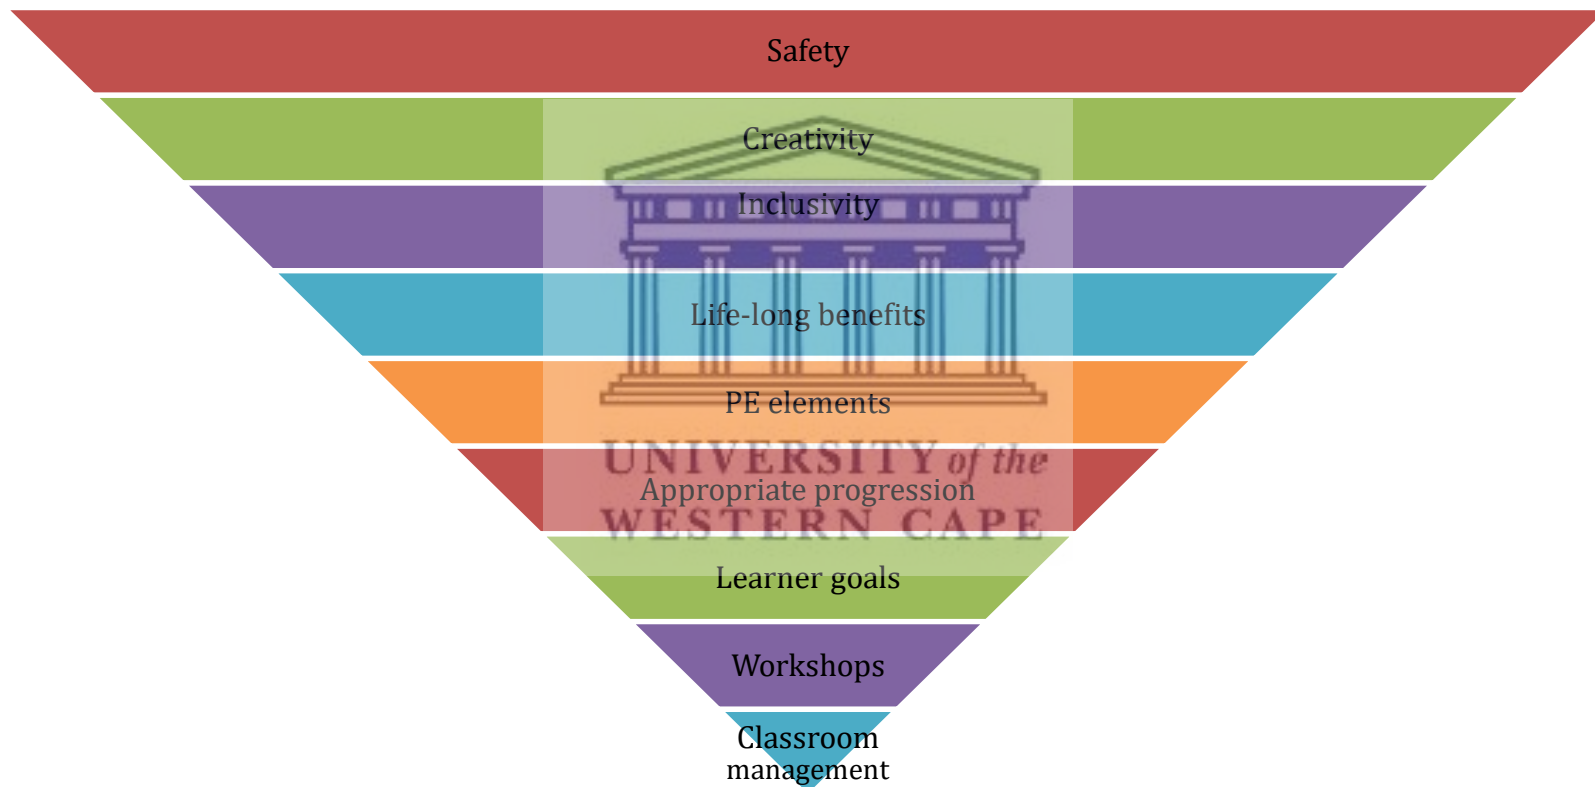 Safety
Creativity
Inclusivity
Life-long benefits
PE elements
UNIVERSITY of the
Appropriate progression
WESTERN CAPE
Learner goals
Workshops
Classroom
management